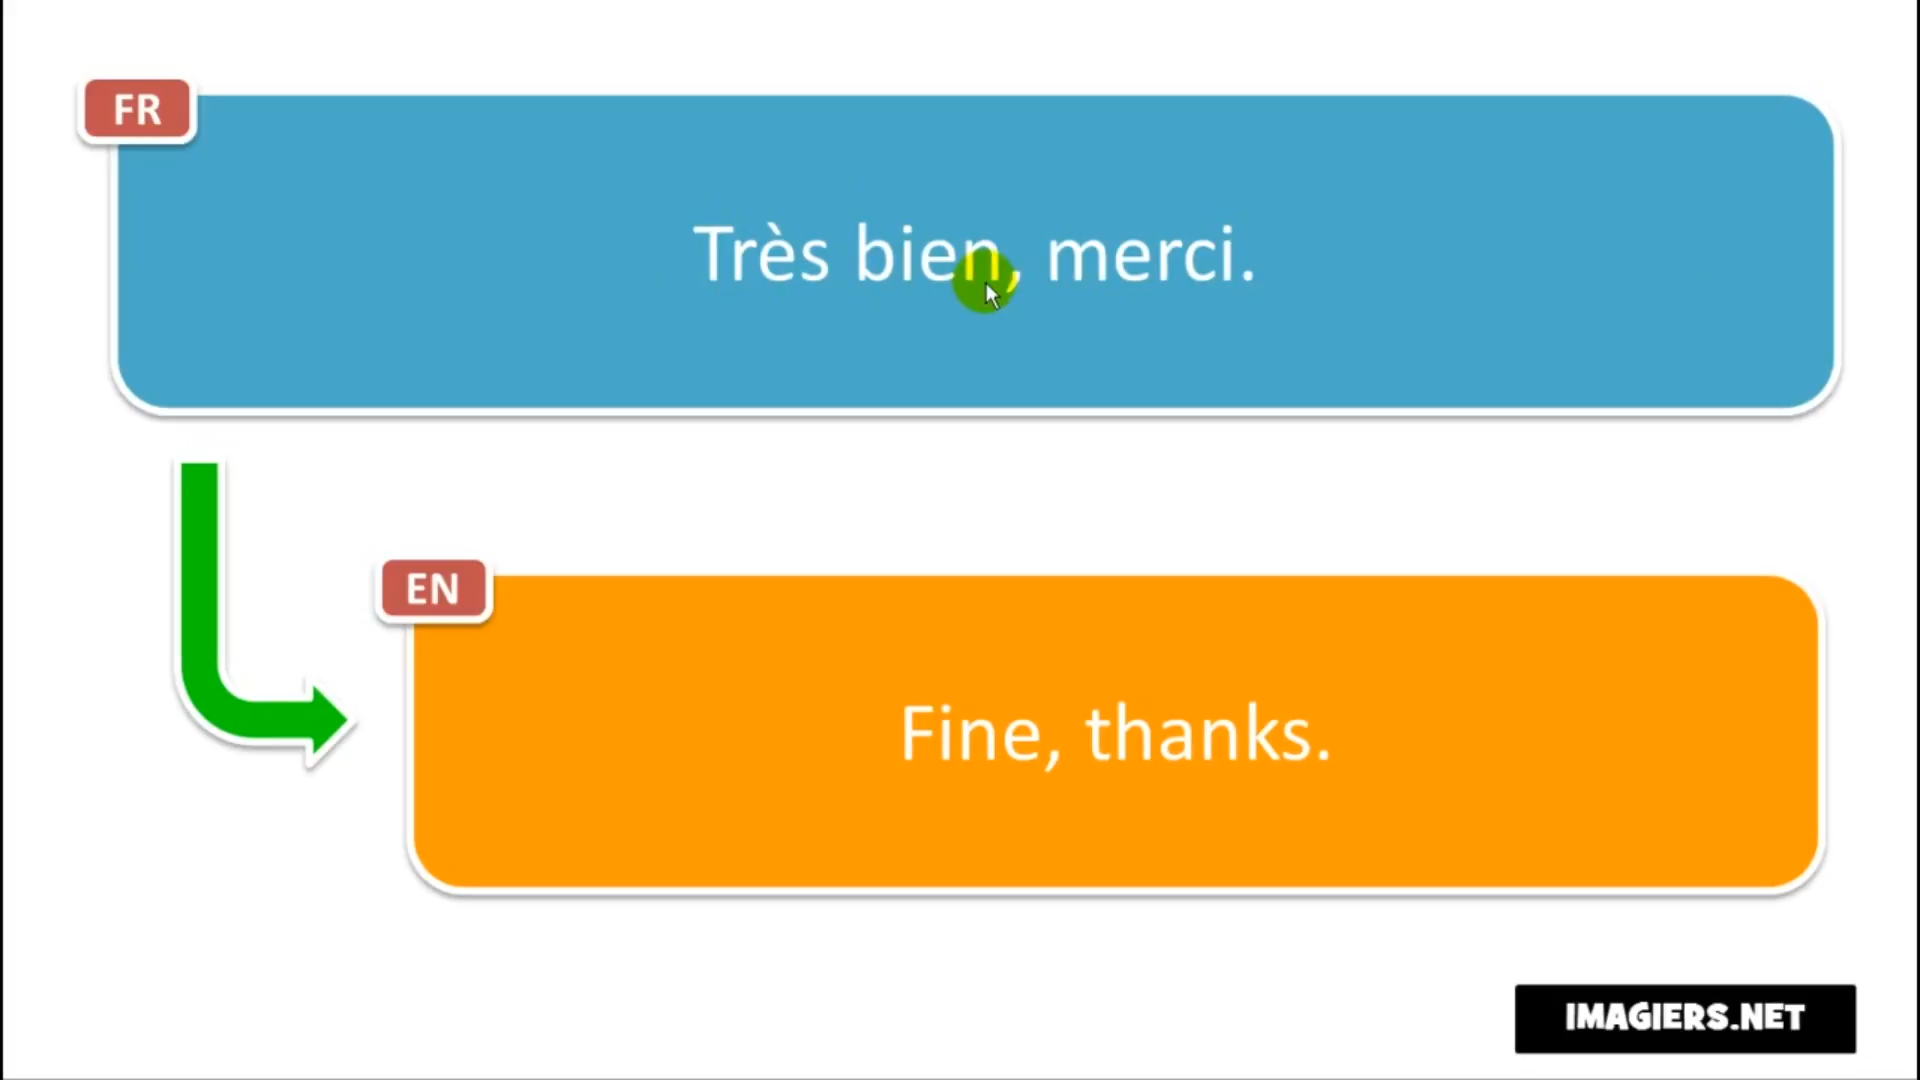 FR
Très bien, merci.
EN
Fine, thanks.
IMAGIERS.NET